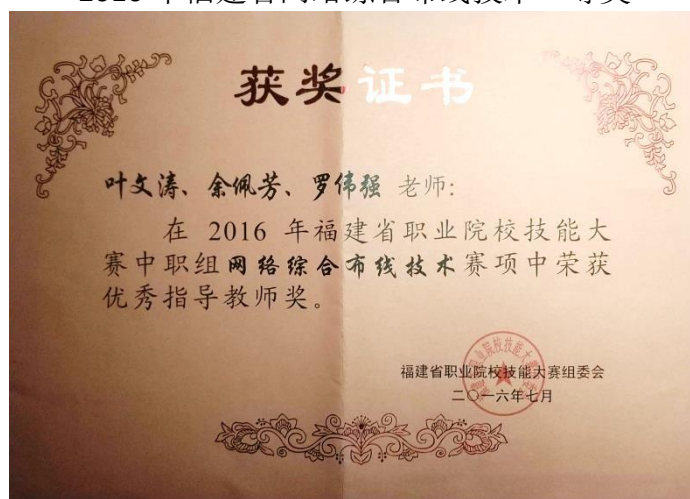 获奖证书
叶文涛、余佩芳、罗伟强 老师:
在 2016 年福建省职业院校技能大
赛中职组网络综合布线技术赛项中荣获
优秀指导教师奖。
福建省职业院校技能大赛组委会
二〇一六年七月